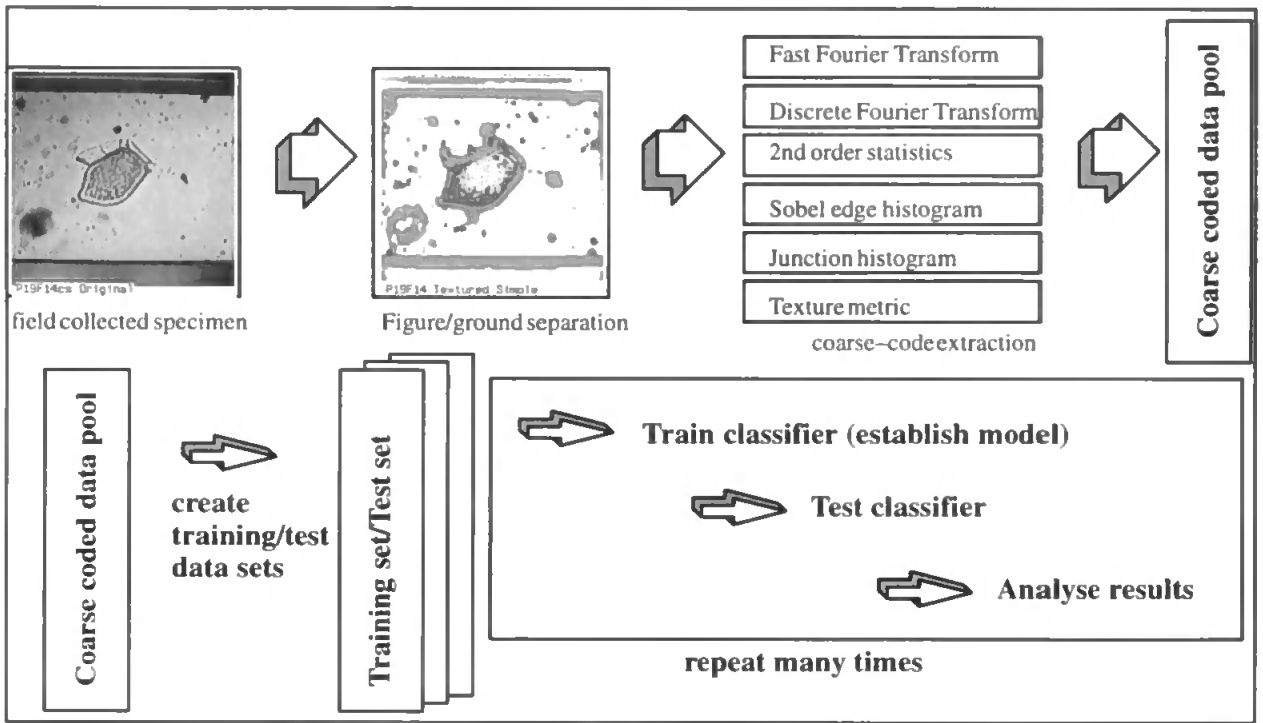 Fast Fourier Transform
Discrete Fourier Transform
2nd order statistics
Sobel edge histogram
Junction histogram
Texture metric
coarse-code extraction
Coarse coded data pool
P19F14cs Original
field collected specimen
P19F14 Textured Simple
Figure/ground separation
Coarse coded data pool
create
training/test
data sets
Training set/Test set
Train classifier (establish model)
Test classifier
Analyse results
repeat many times